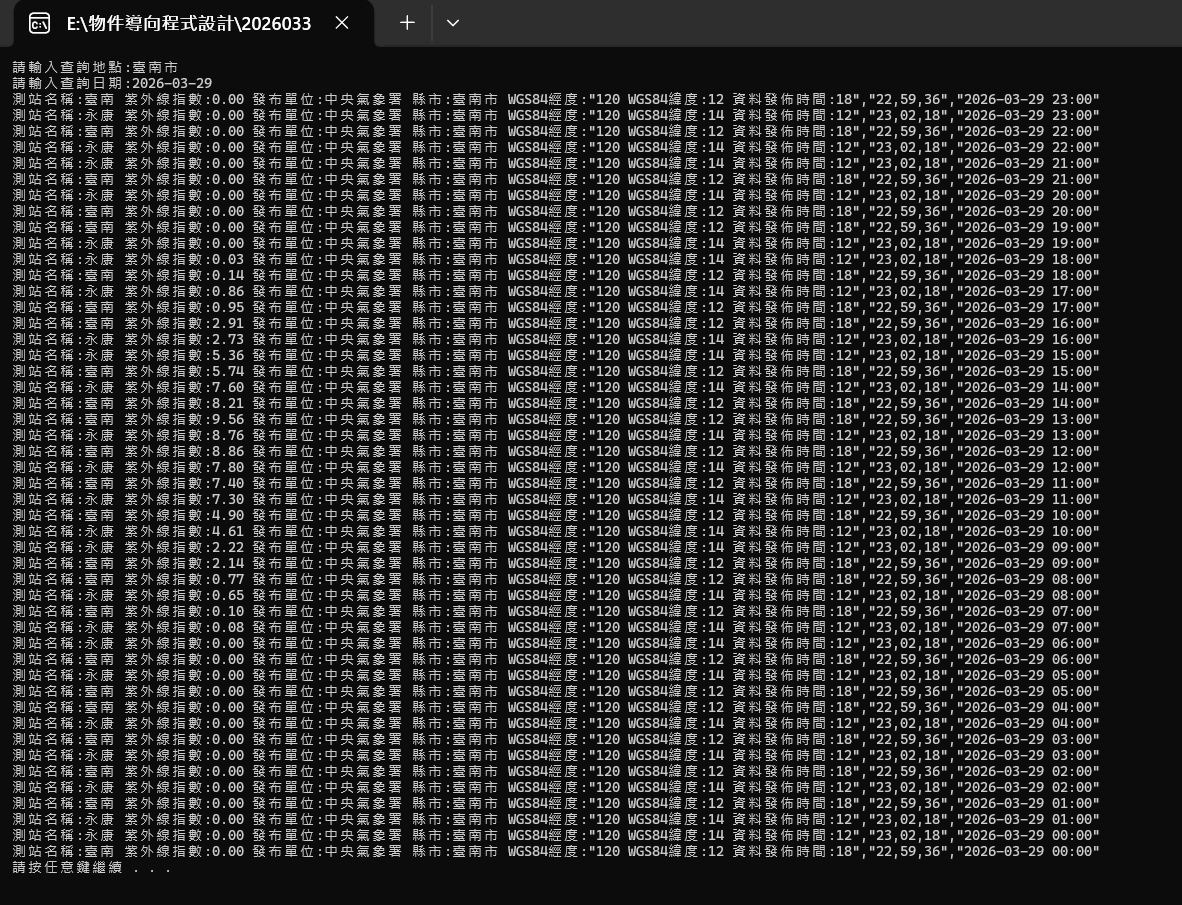 E:\物件導向程式設計\2026033
請輸入查詢地點:臺南市
請輸入查詢日期:2026-03-29
測站名稱:臺南 紫外線指數:0.00 發布單位:中央氣象署 縣市:臺南市 WGS84經度:"120 WGS84緯度:12 資料發佈時間:18","22,59,36","2026-03-29 23:00"
測站名稱:永康 紫外線指數:0.00 發布單位:中央氣象署 縣市:臺南市 WGS84經度:"120 WGS84緯度:14 資料發佈時間:12","23,02,18","2026-03-29 23:00"
測站名稱:臺南 紫外線指數:0.00 發布單位:中央氣象署 縣市:臺南市 WGS84經度:"120 WGS84緯度:12 資料發佈時間:18","22,59,36","2026-03-29 22:00"
測站名稱:永康 紫外線指數:0.00 發布單位:中央氣象署 縣市:臺南市 WGS84經度:"120 WGS84緯度:14 資料發佈時間:12","23,02,18","2026-03-29 22:00"
測站名稱:永康 紫外線指數:0.00 發布單位:中央氣象署 縣市:臺南市 WGS84經度:"120 WGS84緯度:14 資料發佈時間:12","23,02,18","2026-03-29 21:00"
測站名稱:臺南 紫外線指數:0.00 發布單位:中央氣象署 縣市:臺南市 WGS84經度:"120 WGS84緯度:12 資料發佈時間:18","22,59,36","2026-03-29 21:00"
測站名稱:永康 紫外線指數:0.00 發布單位:中央氣象署 縣市:臺南市 WGS84經度:"120 WGS84緯度:14 資料發佈時間:12","23,02,18","2026-03-29 20:00"
測站名稱:臺南 紫外線指數:0.00 發布單位:中央氣象署 縣市:臺南市 WGS84經度:"120 WGS84緯度:12 資料發佈時間:18","22,59,36","2026-03-29 20:00"
測站名稱:臺南 紫外線指數:0.00 發布單位:中央氣象署 縣市:臺南市 WGS84經度:"120 WGS84緯度:12 資料發佈時間:18","22,59,36","2026-03-29 19:00"
測站名稱:永康 紫外線指數:0.00 發布單位:中央氣象署 縣市:臺南市 WGS84經度:"120 WGS84緯度:14 資料發佈時間:12","23,02,18","2026-03-29 19:00"
測站名稱:永康 紫外線指數:0.03 發布單位:中央氣象署 縣市:臺南市 WGS84經度:"120 WGS84緯度:14 資料發佈時間:12","23,02,18","2026-03-29 18:00"
測站名稱:臺南 紫外線指數:0.14 發布單位:中央氣象署 縣市:臺南市 WGS84經度:"120 WGS84緯度:12 資料發佈時間:18","22,59,36","2026-03-29 18:00"
測站名稱:永康 紫外線指數:0.86 發布單位:中央氣象署 縣市:臺南市 WGS84經度:"120 WGS84緯度:14 資料發佈時間:12","23,02,18","2026-03-29 17:00"
測站名稱:臺南 紫外線指數:0.95 發布單位:中央氣象署 縣市:臺南市 WGS84經度:"120 WGS84緯度:12 資料發佈時間:18","22,59,36","2026-03-29 17:00"
測站名稱:臺南 紫外線指數:2.91 發布單位:中央氣象署 縣市:臺南市 WGS84經度:"120 WGS84緯度:12 資料發佈時間:18","22,59,36","2026-03-29 16:00"
測站名稱:永康 紫外線指數:2.73 發布單位:中央氣象署 縣市:臺南市 WGS84經度:"120 WGS84緯度:14 資料發佈時間:12","23,02,18","2026-03-29 16:00"
測站名稱:永康 紫外線指數:5.36 發布單位:中央氣象署 縣市:臺南市 WGS84經度:"120 WGS84緯度:14 資料發佈時間:12","23,02,18","2026-03-29 15:00"
測站名稱:臺南 紫外線指數:5.74 發布單位:中央氣象署 縣市:臺南市 WGS84經度:"120 WGS84緯度:12 資料發佈時間:18","22,59,36","2026-03-29 15:00"
測站名稱:永康 紫外線指數:7.60 發布單位:中央氣象署 縣市:臺南市 WGS84經度:"120 WGS84緯度:14 資料發佈時間:12","23,02,18","2026-03-29 14:00"
測站名稱:臺南 紫外線指數:8.21 發布單位:中央氣象署 縣市:臺南市 WGS84經度:"120 WGS84緯度:12 資料發佈時間:18","22,59,36","2026-03-29 14:00"
測站名稱:臺南 紫外線指數:9.56 發布單位:中央氣象署 縣市:臺南市 WGS84經度:"120 WGS84緯度:12 資料發佈時間:18","22,59,36","2026-03-29 13:00"
測站名稱:永康 紫外線指數:8.76 發布單位:中央氣象署 縣市:臺南市 WGS84經度:"120 WGS84緯度:14 資料發佈時間:12","23,02,18","2026-03-29 13:00"
測站名稱:臺南 紫外線指數:8.86 發布單位:中央氣象署 縣市:臺南市 WGS84經度:"120 WGS84緯度:12 資料發佈時間:18","22,59,36","2026-03-29 12:00"
測站名稱:永康 紫外線指數:7.80 發布單位:中央氣象署 縣市:臺南市 WGS84經度:"120 WGS84緯度:14 資料發佈時間:12","23,02,18","2026-03-29 12:00"
測站名稱:臺南 紫外線指數:7.40 發布單位:中央氣象署 縣市:臺南市 WGS84經度:"120 WGS84緯度:12 資料發佈時間:18","22,59,36","2026-03-29 11:00"
測站名稱:永康 紫外線指數:7.30 發布單位:中央氣象署 縣市:臺南市 WGS84經度:"120 WGS84緯度:14 資料發佈時間:12","23,02,18","2026-03-29 11:00"
測站名稱:臺南 紫外線指數:4.90 發布單位:中央氣象署 縣市:臺南市 WGS84經度:"120 WGS84緯度:12 資料發佈時間:18","22,59,36","2026-03-29 10:00"
測站名稱:永康 紫外線指數:4.61 發布單位:中央氣象署 縣市:臺南市 WGS84經度:"120 WGS84緯度:14 資料發佈時間:12","23,02,18","2026-03-29 10:00"
測站名稱:永康 紫外線指數:2.22 發布單位:中央氣象署 縣市:臺南市 WGS84經度:"120 WGS84緯度:14 資料發佈時間:12","23,02,18","2026-03-29 09:00"
測站名稱:臺南 紫外線指數:2.14 發布單位:中央氣象署 縣市:臺南市 WGS84經度:"120 WGS84緯度:12 資料發佈時間:18","22,59,36","2026-03-29 09:00"
測站名稱:臺南 紫外線指數:0.77 發布單位:中央氣象署 縣市:臺南市 WGS84經度:"120 WGS84緯度:12 資料發佈時間:18","22,59,36","2026-03-29 08:00"
測站名稱:永康 紫外線指數:0.65 發布單位:中央氣象署 縣市:臺南市 WGS84經度:"120 WGS84緯度:14 資料發佈時間:12","23,02,18","2026-03-29 08:00"
測站名稱:臺南 紫外線指數:0.10 發布單位:中央氣象署 縣市:臺南市 WGS84經度:"120 WGS84緯度:12 資料發佈時間:18","22,59,36","2026-03-29 07:00"
測站名稱:永康 紫外線指數:0.08 發布單位:中央氣象署 縣市:臺南市 WGS84經度:"120 WGS84緯度:14 資料發佈時間:12","23,02,18","2026-03-29 07:00"
測站名稱:永康 紫外線指數:0.00 發布單位:中央氣象署 縣市:臺南市 WGS84經度:"120 WGS84緯度:14 資料發佈時間:12","23,02,18","2026-03-29 06:00"
測站名稱:臺南 紫外線指數:0.00 發布單位:中央氣象署 縣市:臺南市 WGS84經度:"120 WGS84緯度:12 資料發佈時間:18","22,59,36","2026-03-29 06:00"
測站名稱:永康 紫外線指數:0.00 發布單位:中央氣象署 縣市:臺南市 WGS84經度:"120 WGS84緯度:14 資料發佈時間:12","23,02,18","2026-03-29 05:00"
測站名稱:臺南 紫外線指數:0.00 發布單位:中央氣象署 縣市:臺南市 WGS84經度:"120 WGS84緯度:12 資料發佈時間:18","22,59,36","2026-03-29 05:00"
測站名稱:臺南 紫外線指數:0.00 發布單位:中央氣象署 縣市:臺南市 WGS84經度:"120 WGS84緯度:12 資料發佈時間:18","22,59,36","2026-03-29 04:00"
測站名稱:永康 紫外線指數:0.00 發布單位:中央氣象署 縣市:臺南市 WGS84經度:"120 WGS84緯度:14 資料發佈時間:12","23,02,18","2026-03-29 04:00"
測站名稱:臺南 紫外線指數:0.00 發布單位:中央氣象署 縣市:臺南市 WGS84經度:"120 WGS84緯度:12 資料發佈時間:18","22,59,36","2026-03-29 03:00"
測站名稱:永康 紫外線指數:0.00 發布單位:中央氣象署 縣市:臺南市 WGS84經度:"120 WGS84緯度:14 資料發佈時間:12","23,02,18","2026-03-29 03:00"
測站名稱:臺南 紫外線指數:0.00 發布單位:中央氣象署 縣市:臺南市 WGS84經度:"120 WGS84緯度:12 資料發佈時間:18","22,59,36","2026-03-29 02:00"
測站名稱:永康 紫外線指數:0.00 發布單位:中央氣象署 縣市:臺南市 WGS84經度:"120 WGS84緯度:14 資料發佈時間:12","23,02,18","2026-03-29 02:00"
測站名稱:臺南 紫外線指數:0.00 發布單位:中央氣象署 縣市:臺南市 WGS84經度:"120 WGS84緯度:12 資料發佈時間:18","22,59,36","2026-03-29 01:00"
測站名稱:永康 紫外線指數:0.00 發布單位:中央氣象署 縣市:臺南市 WGS84經度:"120 WGS84緯度:14 資料發佈時間:12","23,02,18","2026-03-29 01:00"
測站名稱:永康 紫外線指數:0.00 發布單位:中央氣象署 縣市:臺南市 WGS84經度:"120 WGS84緯度:14 資料發佈時間:12","23,02,18","2026-03-29 00:00"
測站名稱:臺南 紫外線指數:0.00 發布單位:中央氣象署 縣市:臺南市 WGS84經度:"120 WGS84緯度:12 資料發佈時間:18","22,59,36","2026-03-29 00:00"
請按任意鍵繼續 . . .